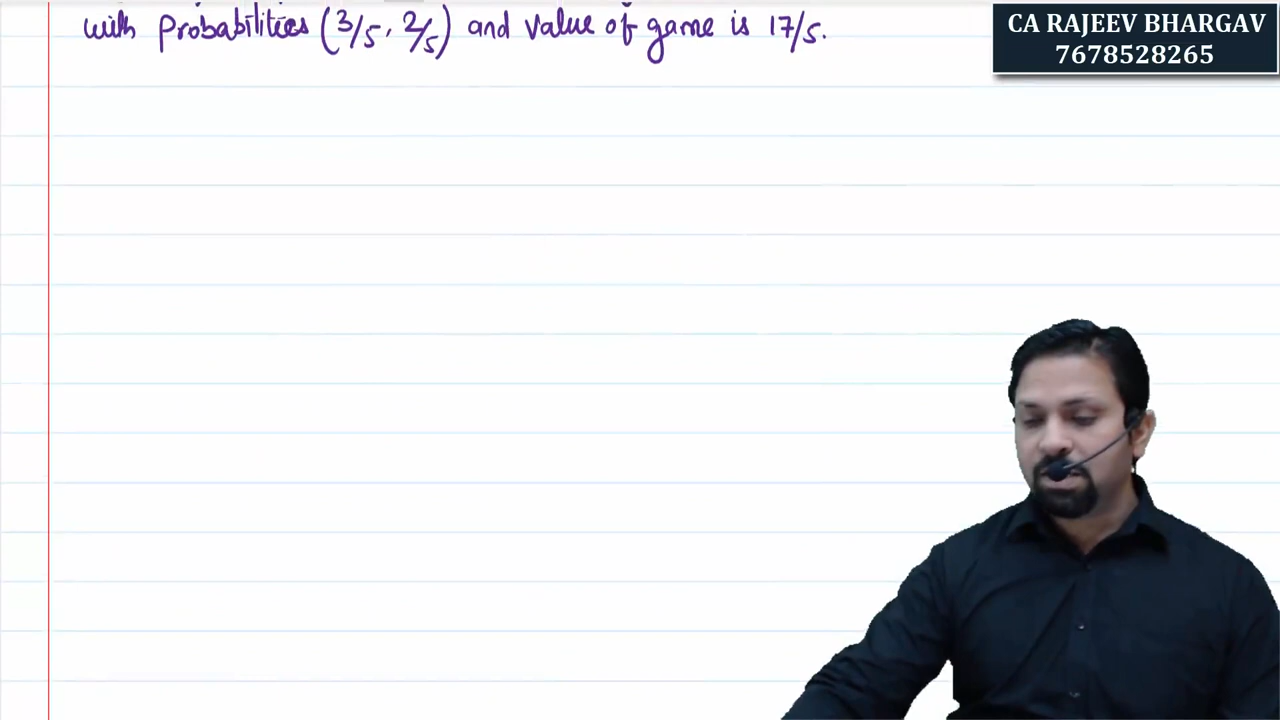 with Probabilities (3/5, 2/5) and value of game is 17/5.
CA RAJEEV BHARGAV
7678528265